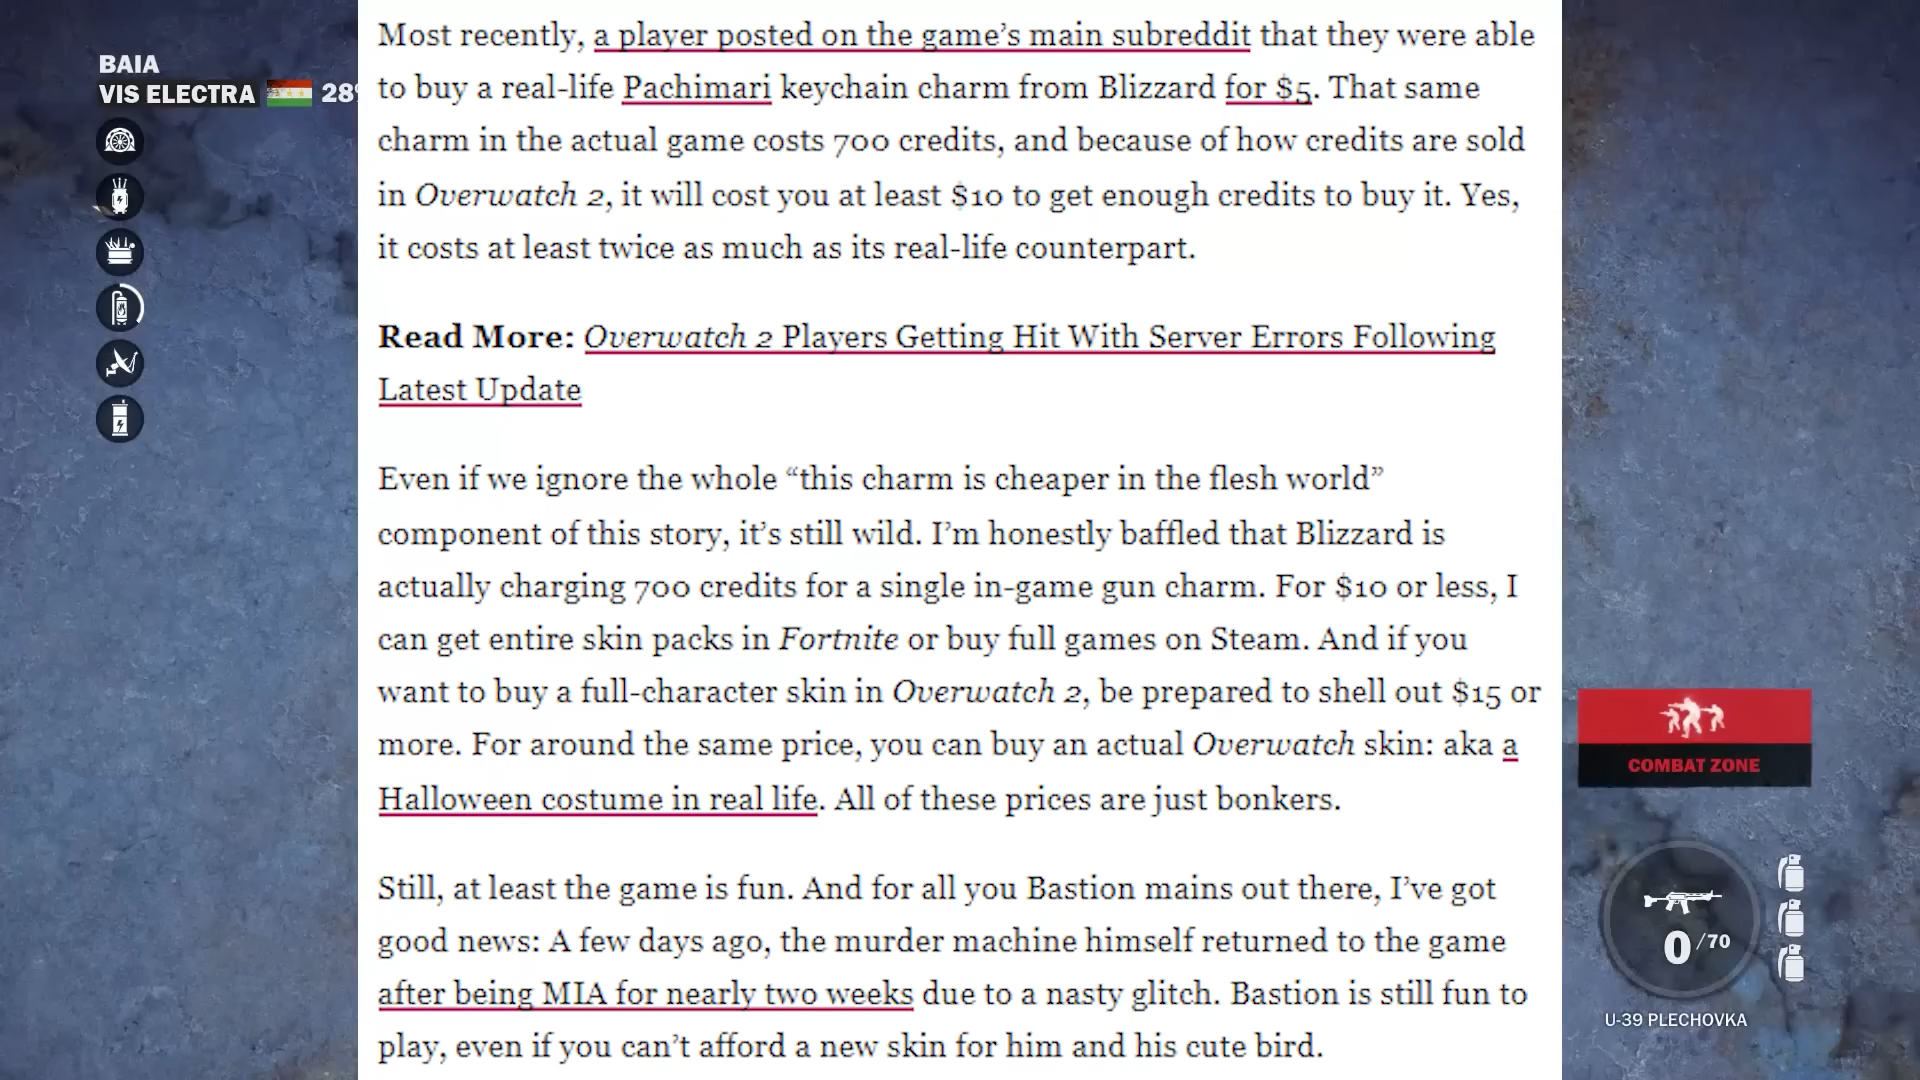 BAIA
VIS ELECTRA 28
Most recently, a player posted on the game’s main subreddit that they were able
to buy a real-life Pachimari keychain charm from Blizzard for $5. That same
charm in the actual game costs 700 credits, and because of how credits are sold
in Overwatch 2, it will cost you at least $10 to get enough credits to buy it. Yes,
it costs at least twice as much as its real-life counterpart.
Read More: Overwatch 2 Players Getting Hit With Server Errors Following
Latest Update
Even if we ignore the whole “this charm is cheaper in the flesh world”
component of this story, it’s still wild. I’m honestly baffled that Blizzard is
actually charging 700 credits for a single in-game gun charm. For $10 or less, I
can get entire skin packs in Fortnite or buy full games on Steam. And if you
want to buy a full-character skin in Overwatch 2, be prepared to shell out $15 or
more. For around the same price, you can buy an actual Overwatch skin: aka a
Halloween costume in real life. All of these prices are just bonkers.
Still, at least the game is fun. And for all you Bastion mains out there, I’ve got
good news: A few days ago, the murder machine himself returned to the game
after being MIA for nearly two weeks due to a nasty glitch. Bastion is still fun to
play, even if you can’t afford a new skin for him and his cute bird.
COMBAT ZONE
0/70
U-39 PLECHOVKA